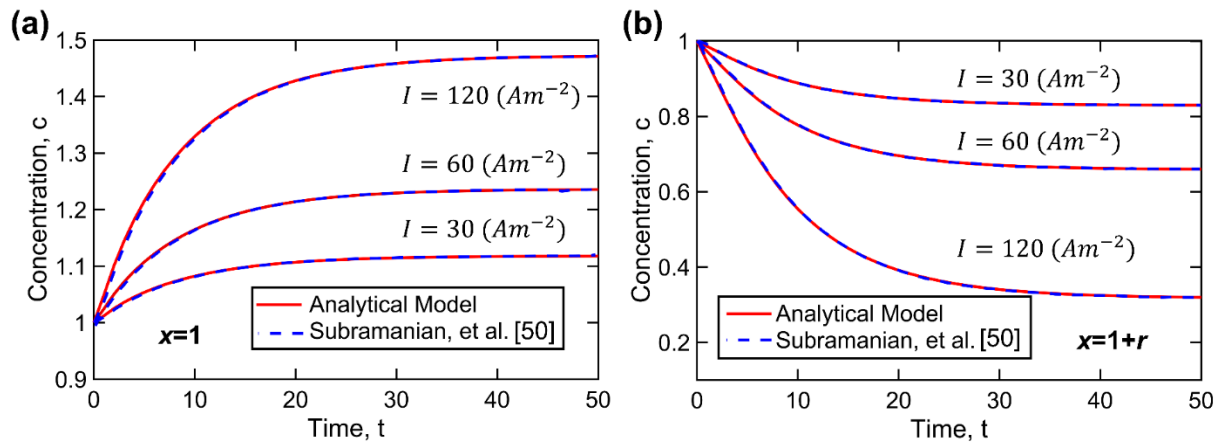 (a)
1.5
1.4
1.3
1.2
1.1
1
0.9
Concentration, c
I = 120 (Am⁻²)
I = 60 (Am⁻²)
I = 30 (Am⁻²)
Analytical Model
Subramanian, et al. [50]
x=1
0 10 20 30 40 50
Time, t
(b)
1
0.8
0.6
0.4
0.2
Concentration, c
I = 30 (Am⁻²)
I = 60 (Am⁻²)
I = 120 (Am⁻²)
Analytical Model
Subramanian, et al. [50]
x=1+r
0 10 20 30 40 50
Time, t